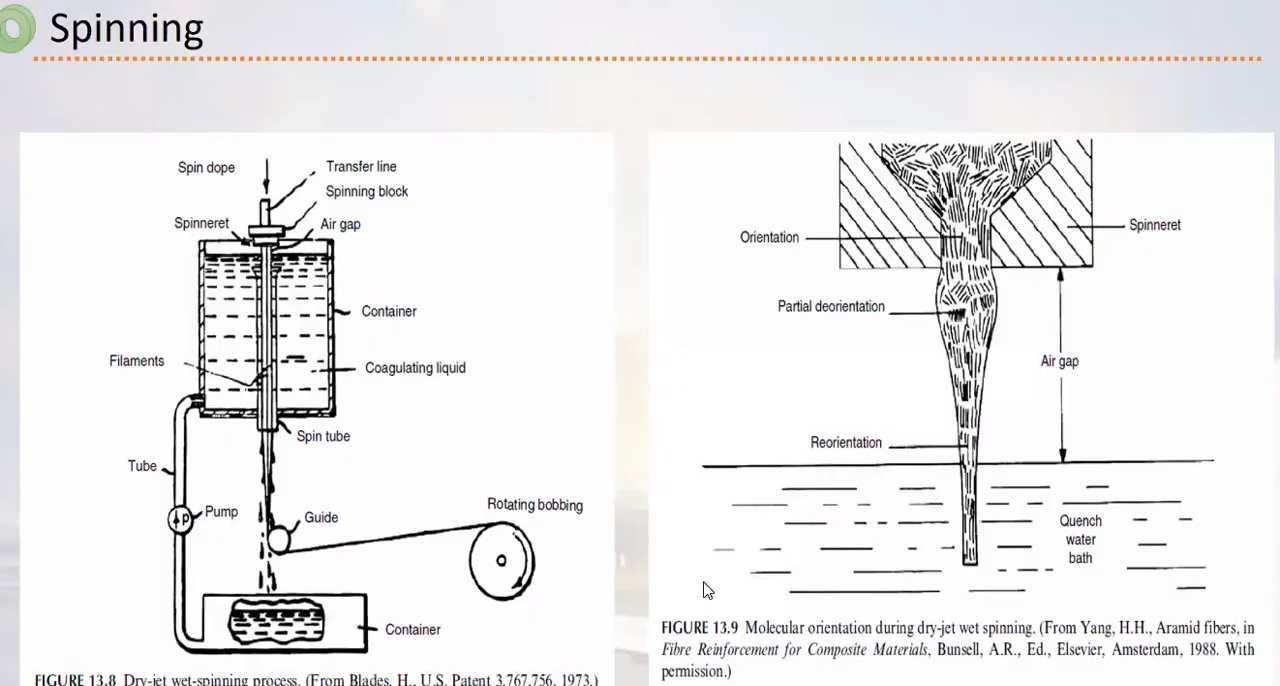 Spinning
Spin dope
Transfer line
Spinning block
Spinneret
Air gap
Container
Filaments
Coagulating liquid
Spin tube
Tube
Pump
P
Guide
Rotating bobbing
Container
FIGURE 13.8 Dry-jet wet-spinning process. (From Blades, H., U.S. Patent 3,767,756, 1973.)
Spinneret
Orientation
Partial deorientation
Air gap
Reorientation
Quench
water
bath
FIGURE 13.9 Molecular orientation during dry-jet wet spinning. (From Yang, H.H., Aramid fibers, in
Fibre Reinforcement for Composite Materials, Bunsell, A.R., Ed., Elsevier, Amsterdam, 1988. With
permission.)